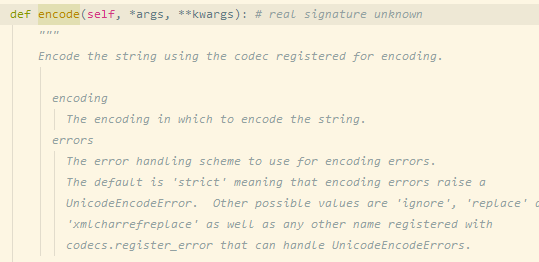 def encode(self, *args, **kwargs): # real signature unknown
"""
Encode the string using the codec registered for encoding.
encoding
The encoding in which to encode the string.
errors
The error handling scheme to use for encoding errors.
The default is 'strict' meaning that encoding errors raise a
UnicodeEncodeError.  Other possible values are 'ignore', 'replace'
'xmlcharrefreplace' as well as any other name registered with
codecs.register_error that can handle UnicodeEncodeErrors.